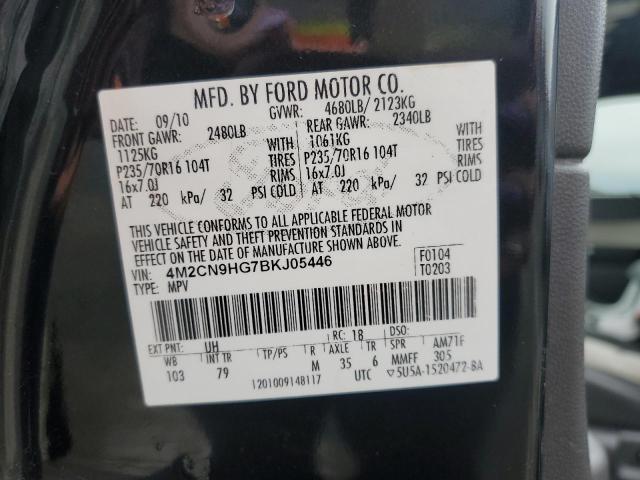 MFD. BY FORD MOTOR CO.
DATE: 09/10 GVWR: 4680LB/ 2123KG
FRONT GAWR: 2480LB REAR GAWR: 2340LB
1125KG WITH 1061KG WITH
P235/70R16 104T TIRES P235/70R16 104T TIRES
16x7.0J RIMS 16x7.0J RIMS
AT 220 kPa/ 32 PSI COLD AT 220 kPa/ 32 PSI COLD
THIS VEHICLE CONFORMS TO ALL APPLICABLE FEDERAL MOTOR
VEHICLE SAFETY AND THEFT PREVENTION STANDARDS IN
EFFECT ON THE DATE OF MANUFACTURE SHOWN ABOVE.
VIN: 4M2CN9HG7BKJ05446 F0104
TYPE: MPV T0203
EXT PNT: UH RC: 18 DSO:
WB INT TR TP/PS R AXLE TR SPR AM71F
103 79 M 35 6 MMFF 305
1201009148117 UTC 5U5A-1520472-BA